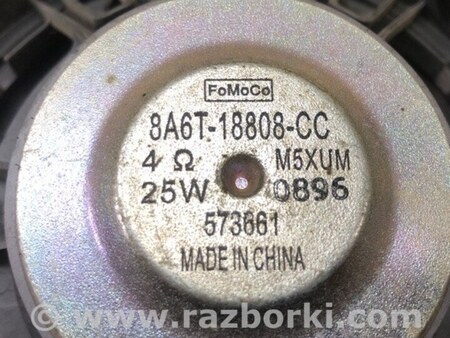 FoMoCo
8A6T-18808-CC
4 Ω M5XUM
25W 0896
573661
MADE IN CHINA
www.razborki.com